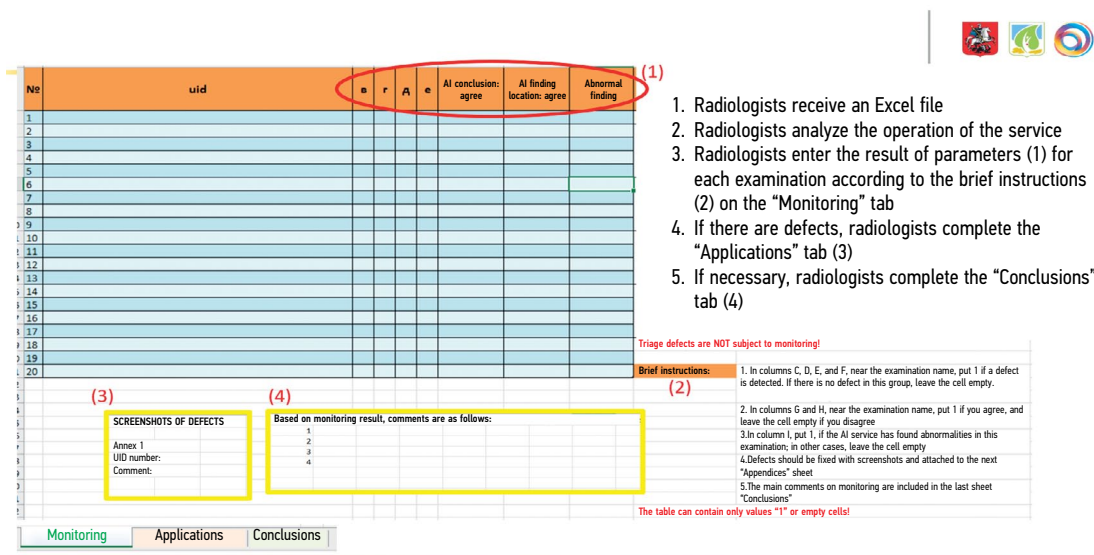 № uid в г д е AI conclusion: agree AI finding location: agree Abnormal finding
(1)
1
2
3
4
5
6
7
8
9
10
11
12
13
14
15
16
17
18
19
20
1. Radiologists receive an Excel file
2. Radiologists analyze the operation of the service
3. Radiologists enter the result of parameters (1) for
each examination according to the brief instructions
(2) on the “Monitoring” tab
4. If there are defects, radiologists complete the
“Applications” tab (3)
5. If necessary, radiologists complete the “Conclusions”
tab (4)
Triage defects are NOT subject to monitoring!
Brief instructions:
(2)
1. In columns C, D, E, and F, near the examination name, put 1 if a defect
is detected. If there is no defect in this group, leave the cell empty.
2. In columns G and H, near the examination name, put 1 if you agree, and
leave the cell empty if you disagree
3.In column I, put 1, if the AI service has found abnormalities in this
examination; in other cases, leave the cell empty
4.Defects should be fixed with screenshots and attached to the next
"Appendices" sheet
5.The main comments on monitoring are included in the last sheet
"Conclusions"
The table can contain only values “1” or empty cells!
(3)
SCREENSHOTS OF DEFECTS
Annex 1
UID number:
Comment:
(4)
Based on monitoring result, comments are as follows:
1
2
3
4
Monitoring Applications Conclusions